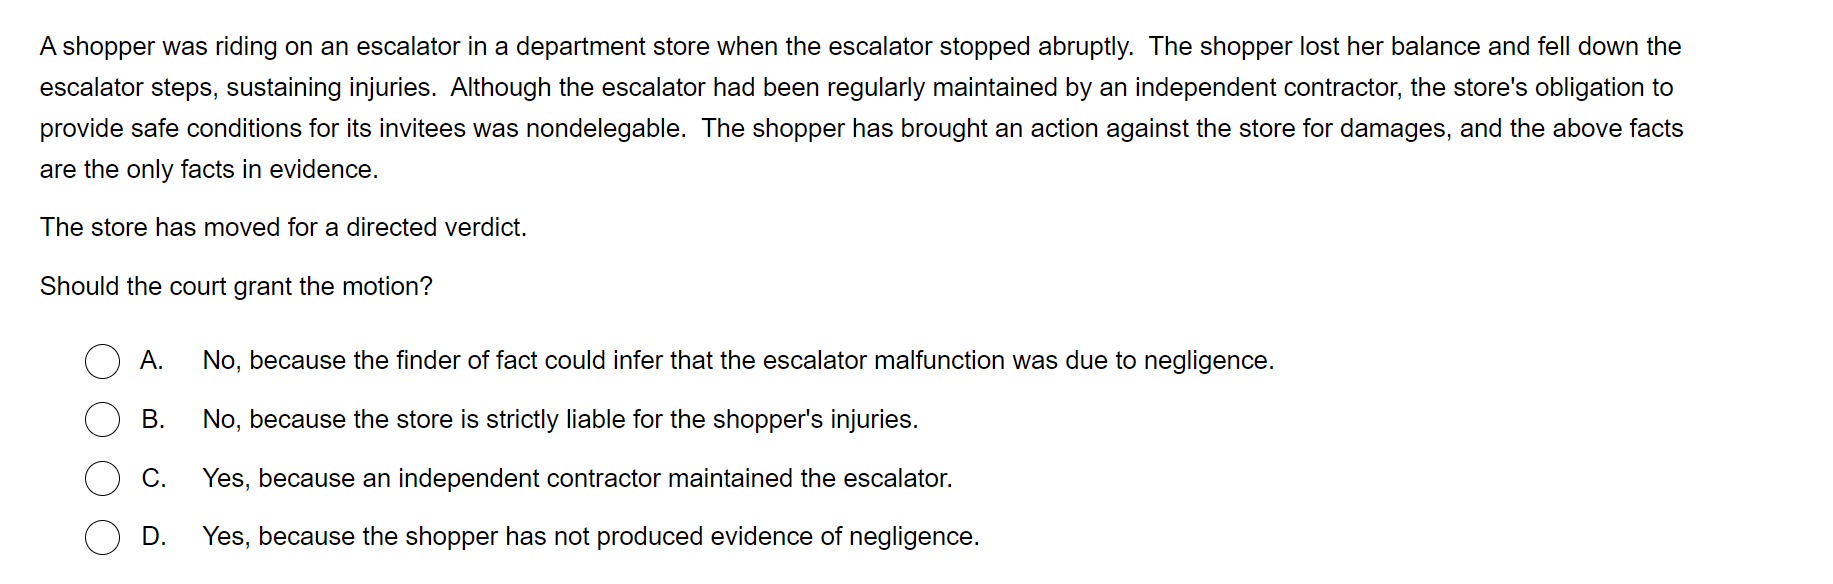 A shopper was riding on an escalator in a department store when the escalator stopped abruptly.  The shopper lost her balance and fell down the
escalator steps, sustaining injuries.  Although the escalator had been regularly maintained by an independent contractor, the store's obligation to
provide safe conditions for its invitees was nondelegable.  The shopper has brought an action against the store for damages, and the above facts
are the only facts in evidence.
The store has moved for a directed verdict.
Should the court grant the motion?
A. No, because the finder of fact could infer that the escalator malfunction was due to negligence.
B. No, because the store is strictly liable for the shopper's injuries.
C. Yes, because an independent contractor maintained the escalator.
D. Yes, because the shopper has not produced evidence of negligence.